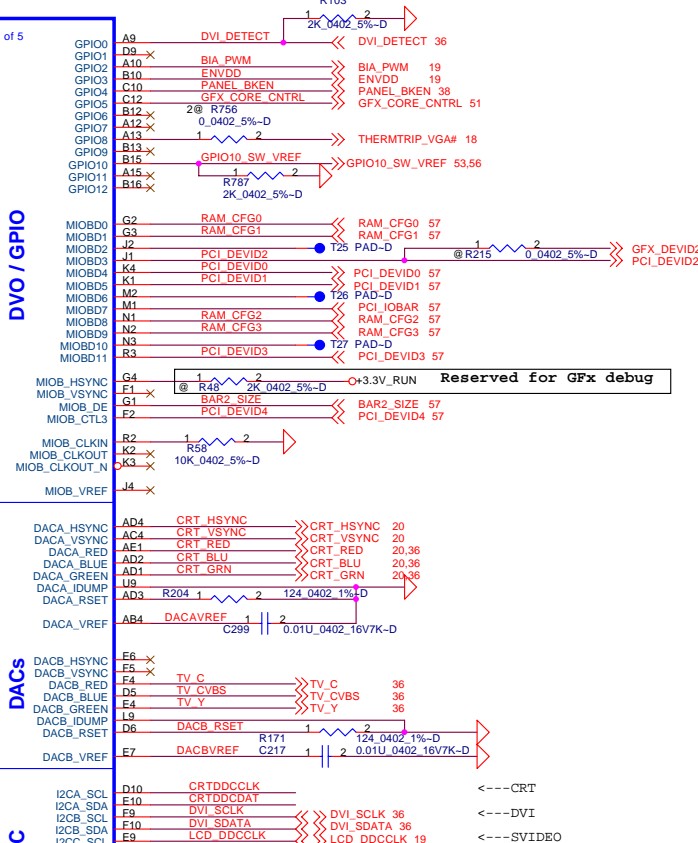 R103
1 2
2K_0402_5%~D
of 5
GPIO0 A9 DVI_DETECT DVI_DETECT 36
GPIO1 D9
GPIO2 A10 BIA_PWM BIA_PWM 19
GPIO3 B10 ENVDD ENVDD 19
GPIO4 C10 PANEL_BKEN PANEL_BKEN 38
GPIO5 C12 GFX_CORE_CNTRL GFX_CORE_CNTRL 51
GPIO6 B12 2@ R756
GPIO7 A12 0_0402_5%~D
GPIO8 A13 1 2 THERMTRIP_VGA# 18
GPIO9 B13
GPIO10 B15 GPIO10_SW_VREF GPIO10_SW_VREF 53,56
GPIO11 A15 1 2
GPIO12 B16 R787
2K_0402_5%~D
DVO / GPIO
MIOBD0 G2 RAM_CFG0 RAM_CFG0 57
MIOBD1 G3 RAM_CFG1 RAM_CFG1 57
MIOBD2 J2 T25 PAD~D 1 2 GFX_DEVID2
MIOBD3 J1 PCI_DEVID2 @ R215 0_0402_5%~D PCI_DEVID2
MIOBD4 K4 PCI_DEVID0 PCI_DEVID0 57
MIOBD5 K1 PCI_DEVID1 PCI_DEVID1 57
MIOBD6 M2 T26 PAD~D
MIOBD7 M1 PCI_IOBAR 57
MIOBD8 N1 RAM_CFG2 RAM_CFG2 57
MIOBD9 N2 RAM_CFG3 RAM_CFG3 57
MIOBD10 N3 T27 PAD~D
MIOBD11 R3 PCI_DEVID3 PCI_DEVID3 57
MIOB_HSYNC G4 1 2 +3.3V_RUN Reserved for GFx debug
MIOB_VSYNC F1 @ R48 2K_0402_5%~D
MIOB_DE G1 BAR2_SIZE BAR2_SIZE 57
MIOB_CTL3 F2 PCI_DEVID4 PCI_DEVID4 57
MIOB_CLKIN R2 1 2
MIOB_CLKOUT K2 R58
MIOB_CLKOUT_N K3 10K_0402_5%~D
MIOB_VREF J4
DACA_HSYNC AD4 CRT_HSYNC CRT_HSYNC 20
DACA_VSYNC AC4 CRT_VSYNC CRT_VSYNC 20
DACA_RED AE1 CRT_RED CRT_RED 20,36
DACA_BLUE AD2 CRT_BLU CRT_BLU 20,36
DACA_GREEN AD1 CRT_GRN CRT_GRN 20,36
DACA_IDUMP U9
DACA_RSET AD3 R204 1 2 124_0402_1%~D
DACA_VREF AB4 DACAVREF 1 2
C299 0.01U_0402_16V7K~D
DACs
DACB_HSYNC E6
DACB_VSYNC F5
DACB_RED F4 TV_C TV_C 36
DACB_BLUE D5 TV_CVBS TV_CVBS 36
DACB_GREEN E4 TV_Y TV_Y 36
DACB_IDUMP L9
DACB_RSET D6 DACB_RSET 1 2
R171 124_0402_1%~D
DACB_VREF E7 DACBVREF C217 1 2 0.01U_0402_16V7K~D
I2CA_SCL D10 CRTDDCCLK <---CRT
I2CA_SDA E10 CRTDDCDAT
I2CB_SCL F9 DVI_SCLK DVI_SCLK 36 <---DVI
I2CB_SDA F10 DVI_SDATA DVI_SDATA 36
I2CC_SCL E9 LCD_DDCCLK LCD_DDCCLK 19 <---SVIDEO
C